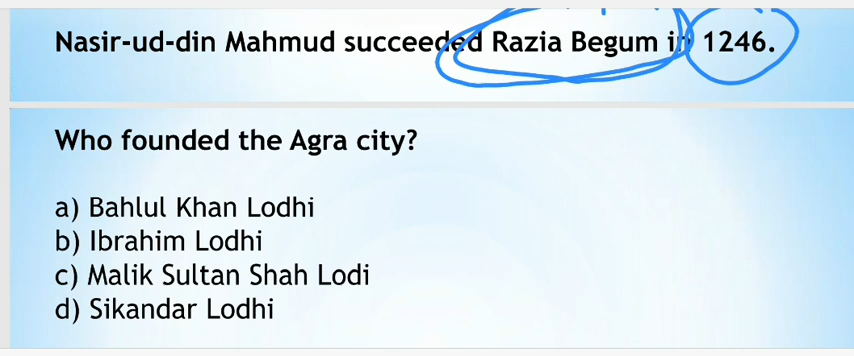 Nasir-ud-din Mahmud succeeded Razia Begum in 1246.
Who founded the Agra city?
a) Bahlul Khan Lodhi
b) Ibrahim Lodhi
c) Malik Sultan Shah Lodi
d) Sikandar Lodhi